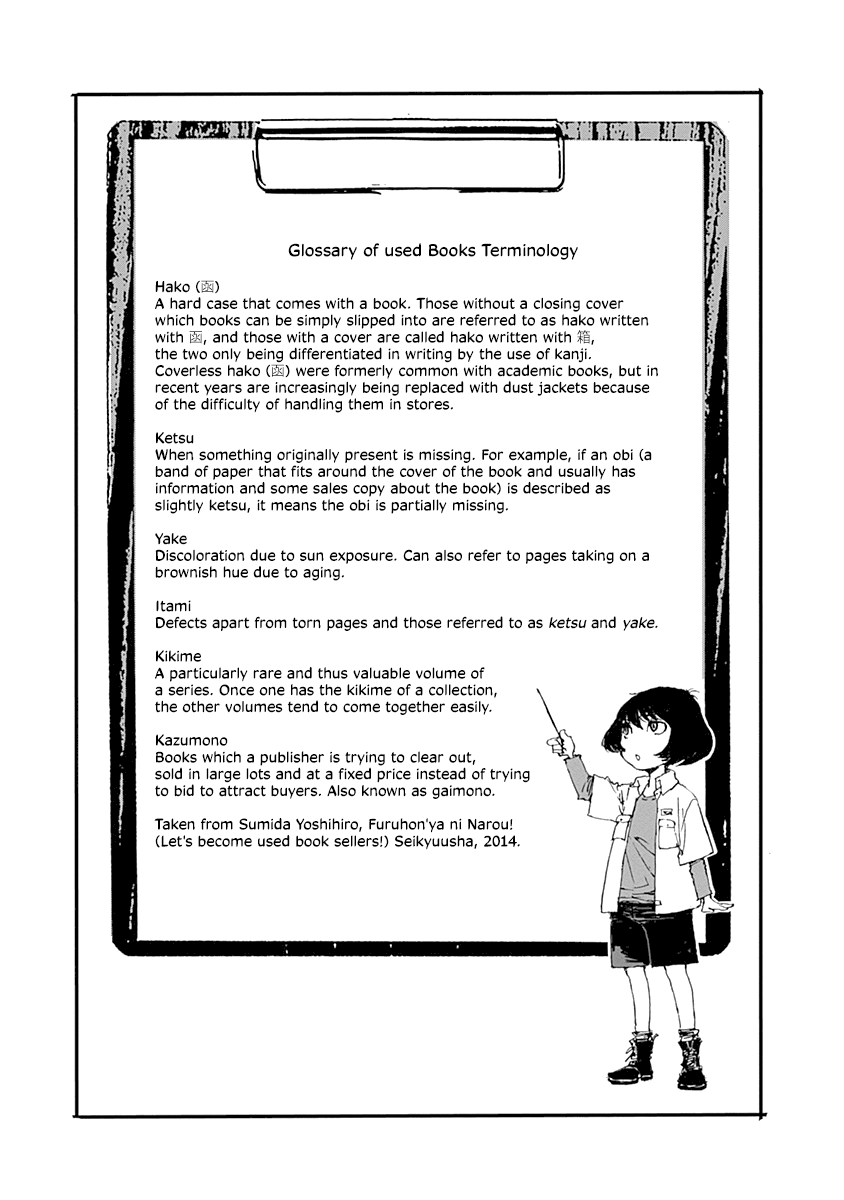 Glossary of used Books Terminology
Hako (函)
A hard case that comes with a book. Those without a closing cover
which books can be simply slipped into are referred to as hako written
with 函, and those with a cover are called hako written with 箱,
the two only being differentiated in writing by the use of kanji.
Coverless hako (函) were formerly common with academic books, but in
recent years are increasingly being replaced with dust jackets because
of the difficulty of handling them in stores.
Ketsu
When something originally present is missing. For example, if an obi (a
band of paper that fits around the cover of the book and usually has
information and some sales copy about the book) is described as
slightly ketsu, it means the obi is partially missing.
Yake
Discoloration due to sun exposure. Can also refer to pages taking on a
brownish hue due to aging.
Itami
Defects apart from torn pages and those referred to as ketsu and yake.
Kikime
A particularly rare and thus valuable volume of
a series. Once one has the kikime of a collection,
the other volumes tend to come together easily.
Kazumono
Books which a publisher is trying to clear out,
sold in large lots and at a fixed price instead of trying
to bid to attract buyers. Also known as gaimono.
Taken from Sumida Yoshihiro, Furuhon'ya ni Narou!
(Let's become used book sellers!) Seikyuusha, 2014.